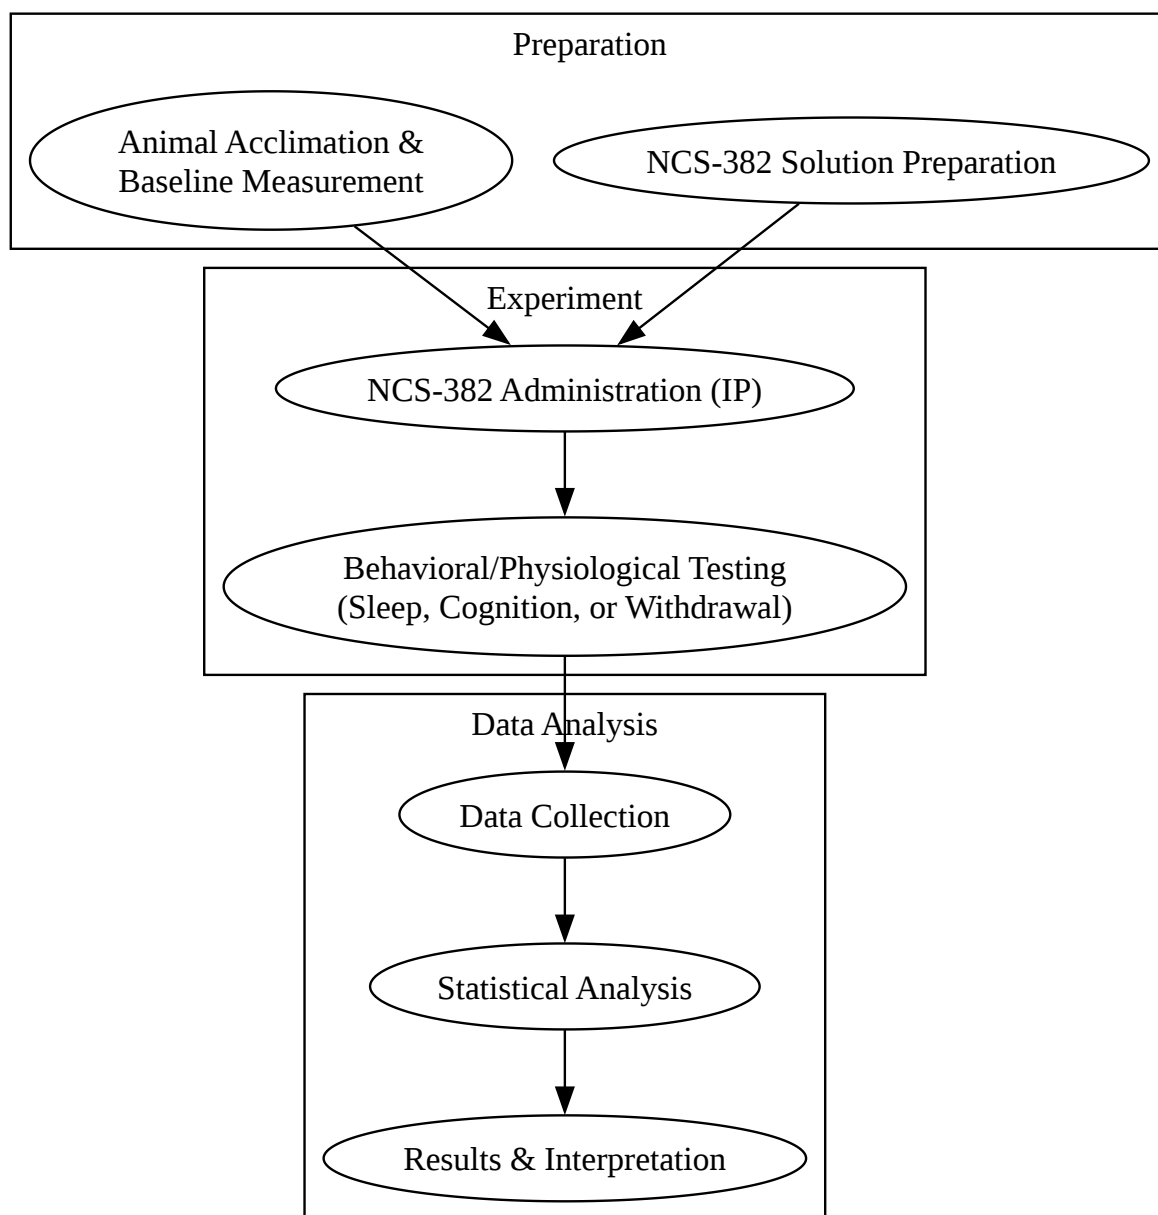 Preparation
Animal Acclimation &
Baseline Measurement
NCS-382 Solution Preparation
Experiment
NCS-382 Administration (IP)
Behavioral/Physiological Testing
(Sleep, Cognition, or Withdrawal)
Data Analysis
Data Collection
Statistical Analysis
Results & Interpretation